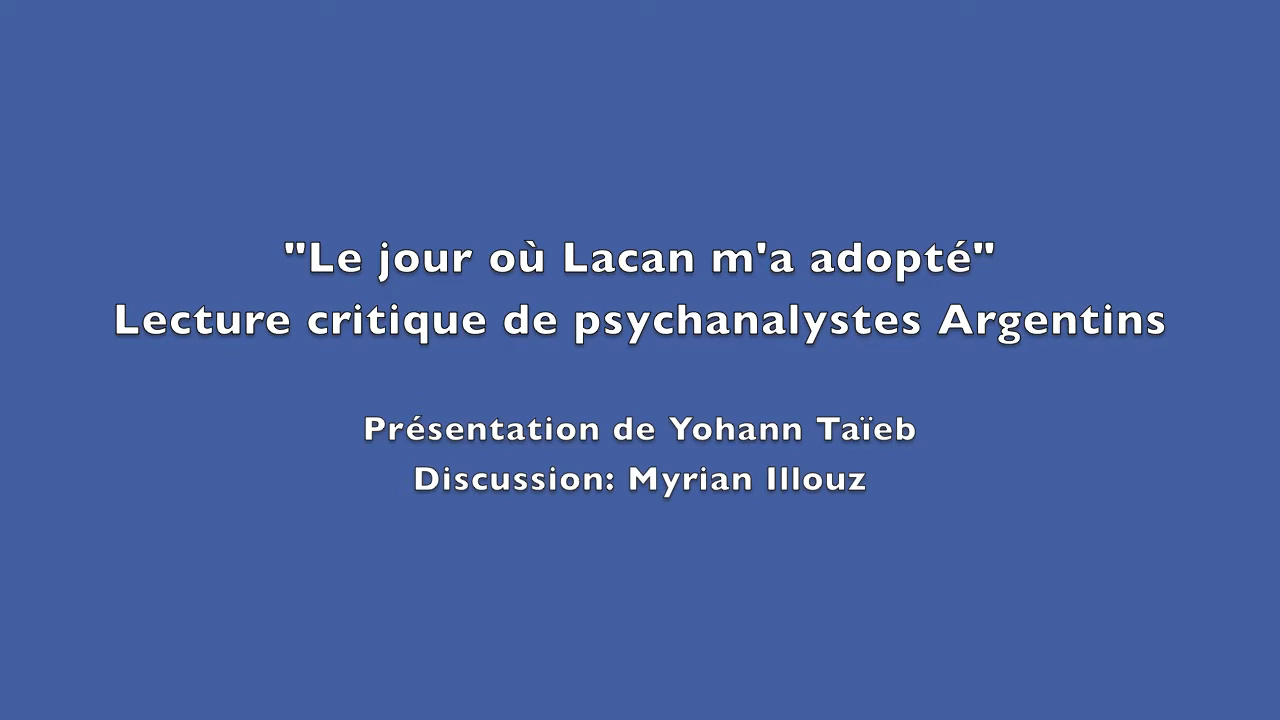 "Le jour où Lacan m'a adopté"
Lecture critique de psychanalystes Argentins
Présentation de Yohann Taïeb
Discussion: Myrian Illouz